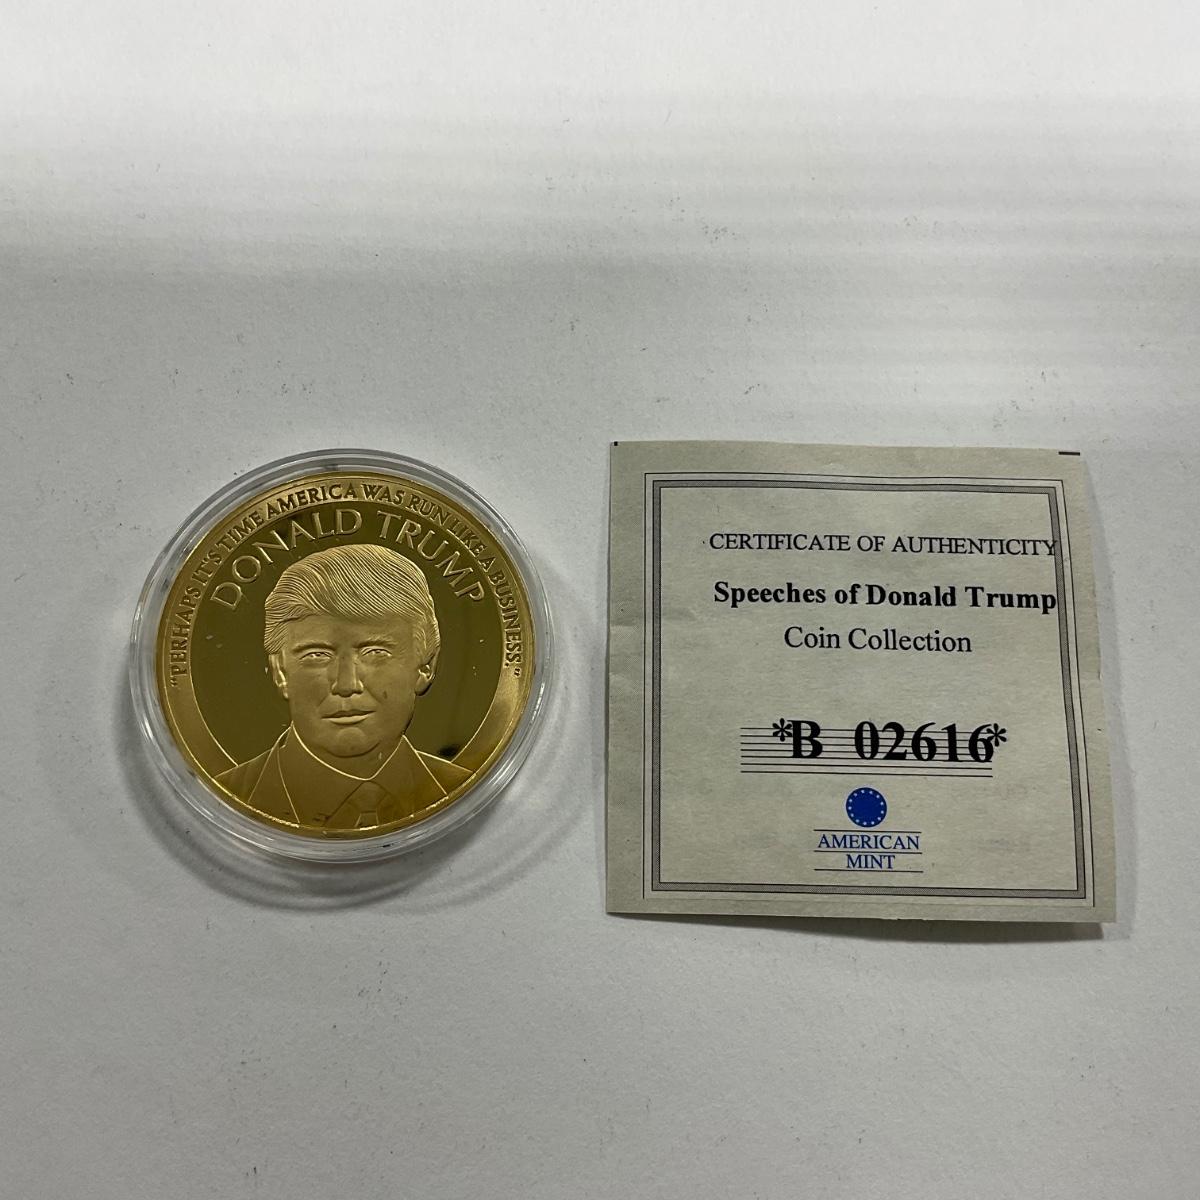 "PERHAPS IT'S TIME AMERICA WAS RUN LIKE A BUSINESS."
DONALD TRUMP
CERTIFICATE OF AUTHENTICITY
Speeches of Donald Trump
Coin Collection
*B 02616*
AMERICAN
MINT